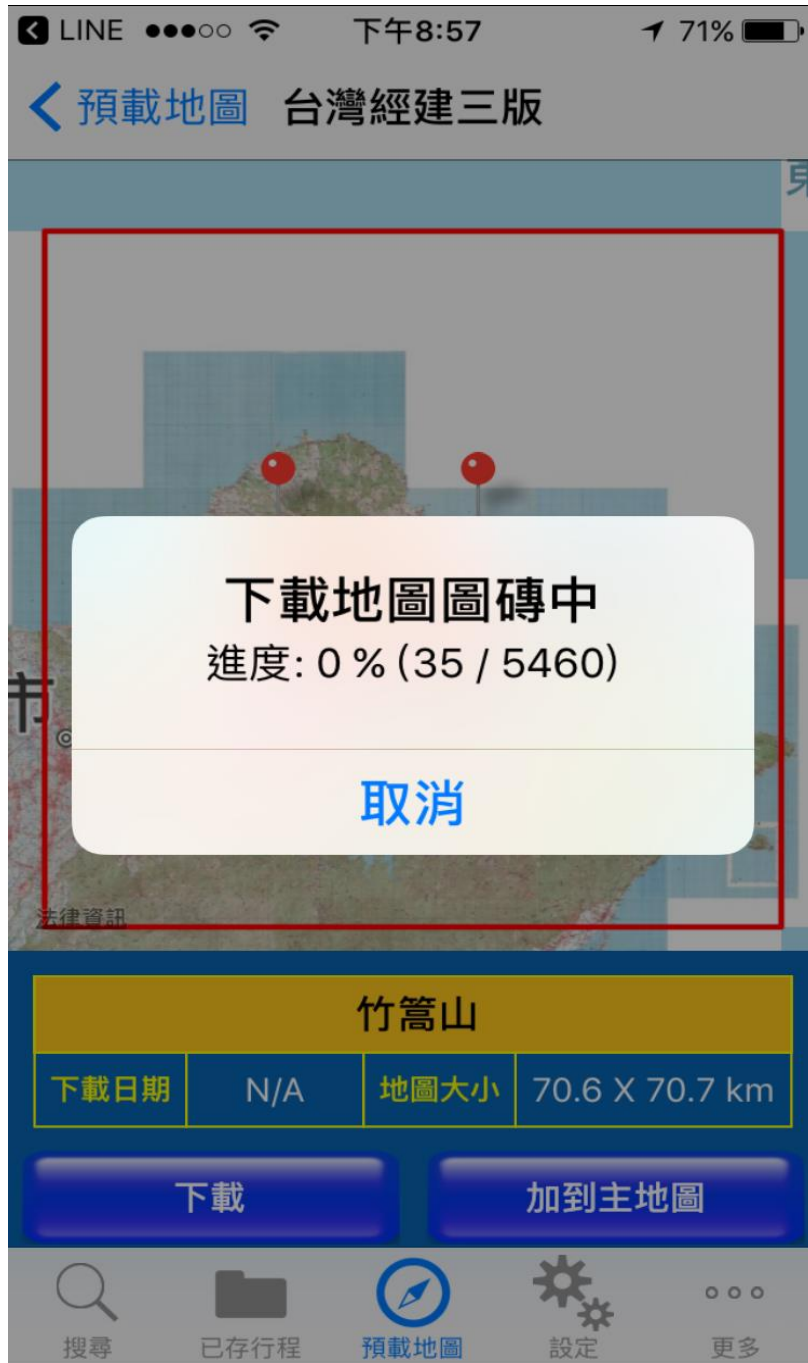 LINE 下午8:57 71%
預載地圖 台灣經建三版
下載地圖圖磚中
進度: 0 % (35 / 5460)
市
取消
法律資訊
竹篙山
下載日期 N/A 地圖大小 70.6 X 70.7 km
下載 加到主地圖
搜尋 已存行程 預載地圖 設定 更多